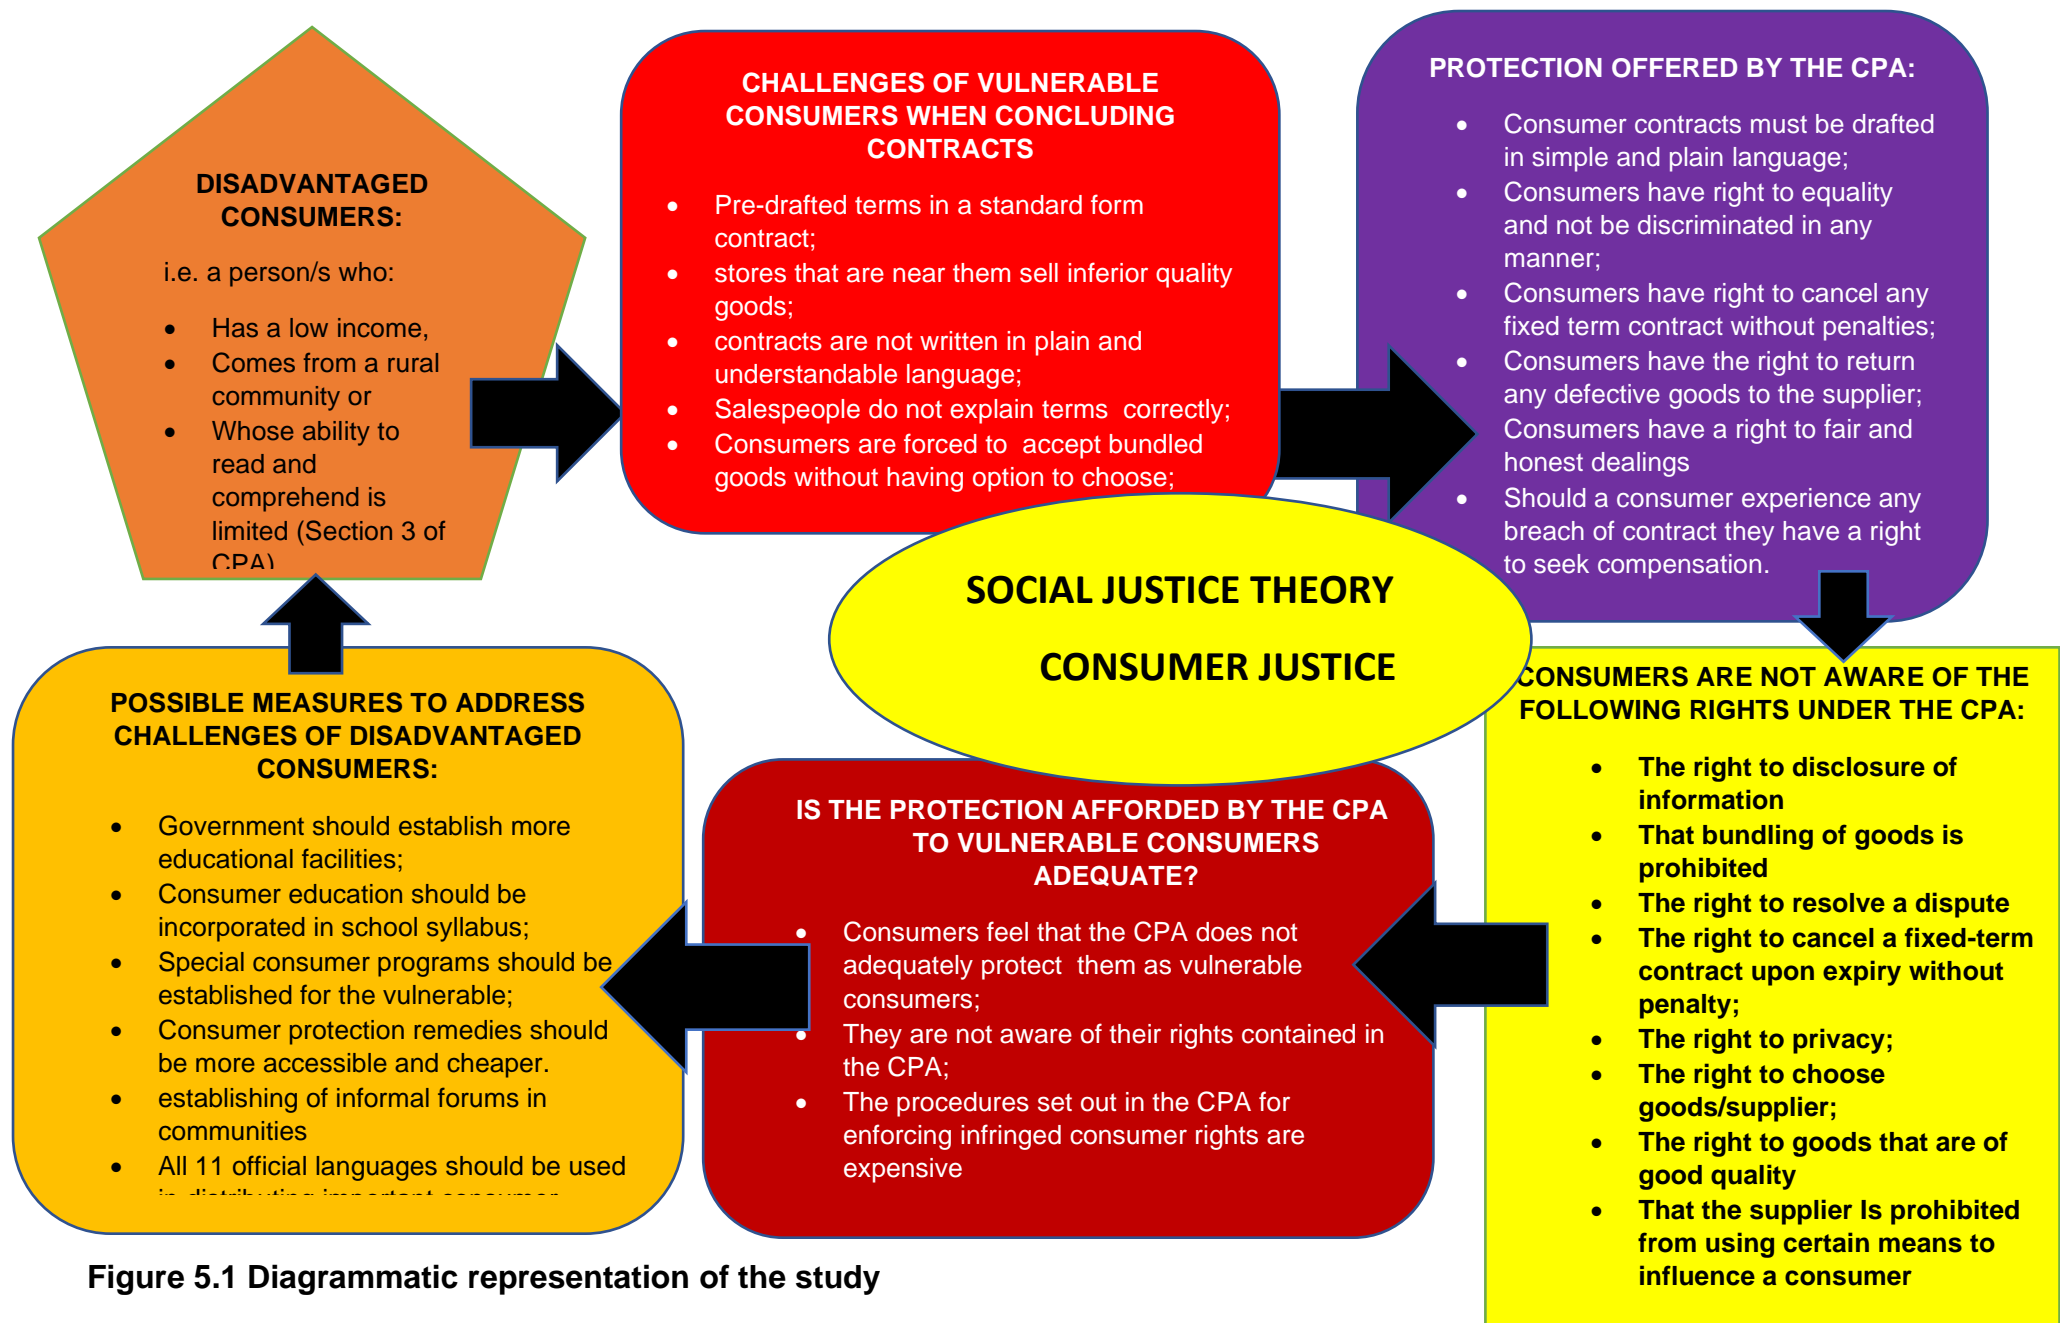 DISADVANTAGED
CONSUMERS:
i.e. a person/s who:
• Has a low income,
• Comes from a rural
community or
• Whose ability to
read and
comprehend is
limited (Section 3 of
CPA)
CHALLENGES OF VULNERABLE
CONSUMERS WHEN CONCLUDING
CONTRACTS
• Pre-drafted terms in a standard form
contract;
• stores that are near them sell inferior quality
goods;
• contracts are not written in plain and
understandable language;
• Salespeople do not explain terms correctly;
• Consumers are forced to accept bundled
goods without having option to choose;
PROTECTION OFFERED BY THE CPA:
• Consumer contracts must be drafted
in simple and plain language;
• Consumers have right to equality
and not be discriminated in any
manner;
• Consumers have right to cancel any
fixed term contract without penalties;
• Consumers have the right to return
any defective goods to the supplier;
Consumers have a right to fair and
honest dealings
• Should a consumer experience any
breach of contract they have a right
to seek compensation.
SOCIAL JUSTICE THEORY
CONSUMER JUSTICE
CONSUMERS ARE NOT AWARE OF THE
FOLLOWING RIGHTS UNDER THE CPA:
• The right to disclosure of
information
• That bundling of goods is
prohibited
• The right to resolve a dispute
• The right to cancel a fixed-term
contract upon expiry without
penalty;
• The right to privacy;
• The right to choose
goods/supplier;
• The right to goods that are of
good quality
• That the supplier Is prohibited
from using certain means to
influence a consumer
IS THE PROTECTION AFFORDED BY THE CPA
TO VULNERABLE CONSUMERS
ADEQUATE?
• Consumers feel that the CPA does not
adequately protect them as vulnerable
consumers;
• They are not aware of their rights contained in
the CPA;
• The procedures set out in the CPA for
enforcing infringed consumer rights are
expensive
POSSIBLE MEASURES TO ADDRESS
CHALLENGES OF DISADVANTAGED
CONSUMERS:
• Government should establish more
educational facilities;
• Consumer education should be
incorporated in school syllabus;
• Special consumer programs should be
established for the vulnerable;
• Consumer protection remedies should
be more accessible and cheaper.
• establishing of informal forums in
communities
• All 11 official languages should be used
in distributing important consumer
Figure 5.1 Diagrammatic representation of the study